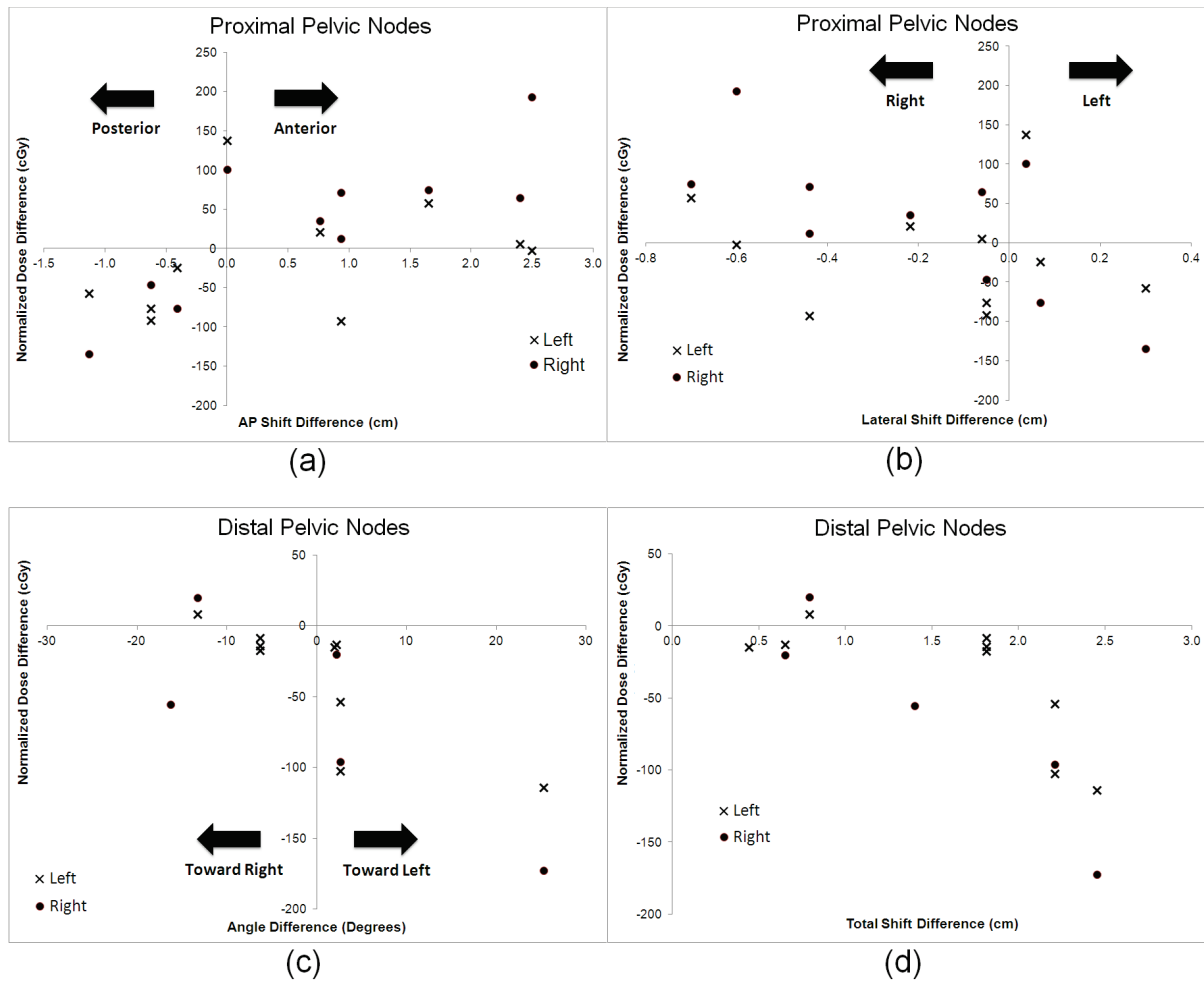 Proximal Pelvic Nodes
Normalized Dose Difference (cGy)
250
200
150
100
50
0
-50
-100
-150
-200
-1.5
-1.0
-0.5
0.0
0.5
1.0
1.5
2.0
2.5
3.0
Posterior
Anterior
Left
Right
AP Shift Difference (cm)
(a)
Proximal Pelvic Nodes
Normalized Dose Difference (cGy)
250
200
150
100
50
0
-50
-100
-150
-200
-0.8
-0.6
-0.4
-0.2
0.0
0.2
0.4
Right
Left
Left
Right
Lateral Shift Difference (cm)
(b)
Distal Pelvic Nodes
Normalized Dose Difference (cGy)
50
0
-50
-100
-150
-200
-30
-20
-10
0
10
20
30
Toward Right
Toward Left
Left
Right
Angle Difference (Degrees)
(c)
Distal Pelvic Nodes
Normalized Dose Difference (cGy)
50
0
-50
-100
-150
-200
0.0
0.5
1.0
1.5
2.0
2.5
3.0
Left
Right
Total Shift Difference (cm)
(d)